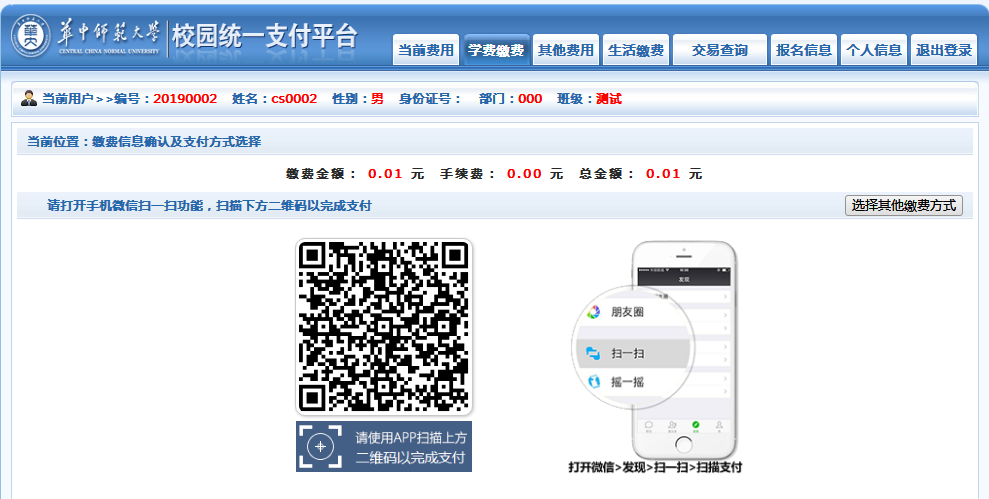 華中師範大學
CENTRAL CHINA NORMAL UNIVERSITY
校园统一支付平台
当前费用 学费缴费 其他费用 生活缴费 交易查询 报名信息 个人信息 退出登录
当前用户>>编号：20190002 姓名：cs0002 性别：男 身份证号： 部门：000 班级：测试
当前位置：缴费信息确认及支付方式选择
缴费金额： 0.01 元 手续费： 0.00 元 总金额： 0.01 元
请打开手机微信扫一扫功能，扫描下方二维码以完成支付
选择其他缴费方式
请使用APP扫描上方
二维码以完成支付
发现
朋友圈
扫一扫
摇一摇
打开微信>发现>扫一扫>扫描支付